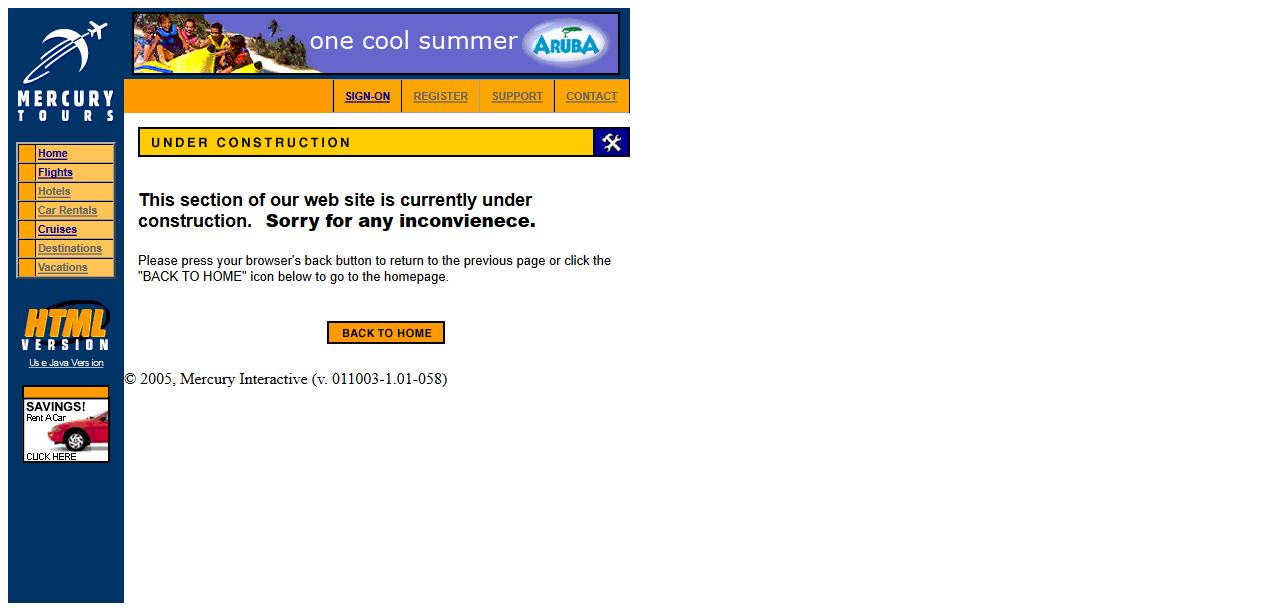 one cool summer ARUBA
MERCURY
TOURS
SIGN-ON REGISTER SUPPORT CONTACT
UNDER CONSTRUCTION
Home
Flights
Hotels
Car Rentals
Cruises
Destinations
Vacations
HTML
VERSION
Use Java Version
SAVINGS!
Rent A Car
CLICK HERE
This section of our web site is currently under
construction. Sorry for any inconvienece.
Please press your browser's back button to return to the previous page or click the
"BACK TO HOME" icon below to go to the homepage.
BACK TO HOME
© 2005, Mercury Interactive (v. 011003-1.01-058)